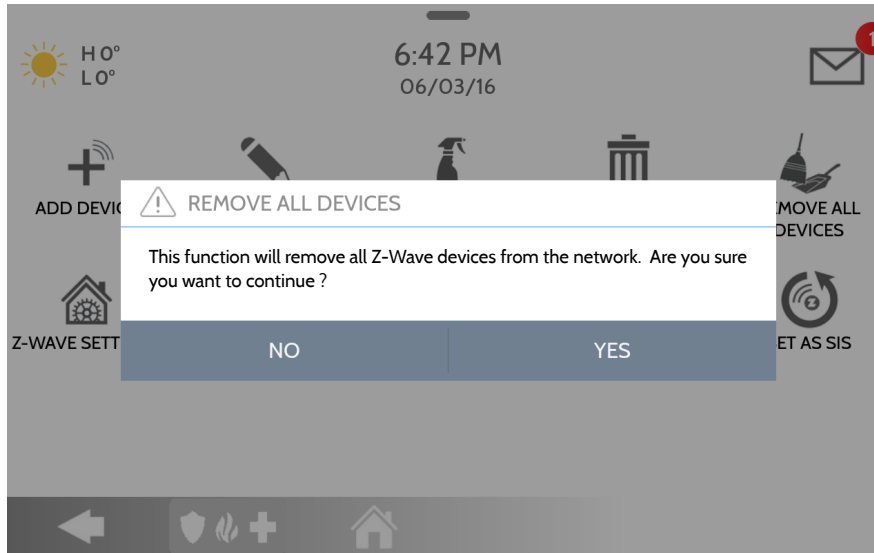 H 0°
L 0°
6:42 PM
06/03/16
1
ADD DEVIC
MOVE ALL
DEVICES
REMOVE ALL DEVICES
This function will remove all Z-Wave devices from the network. Are you sure
you want to continue ?
Z-WAVE SETT
NO
YES
ET AS SIS